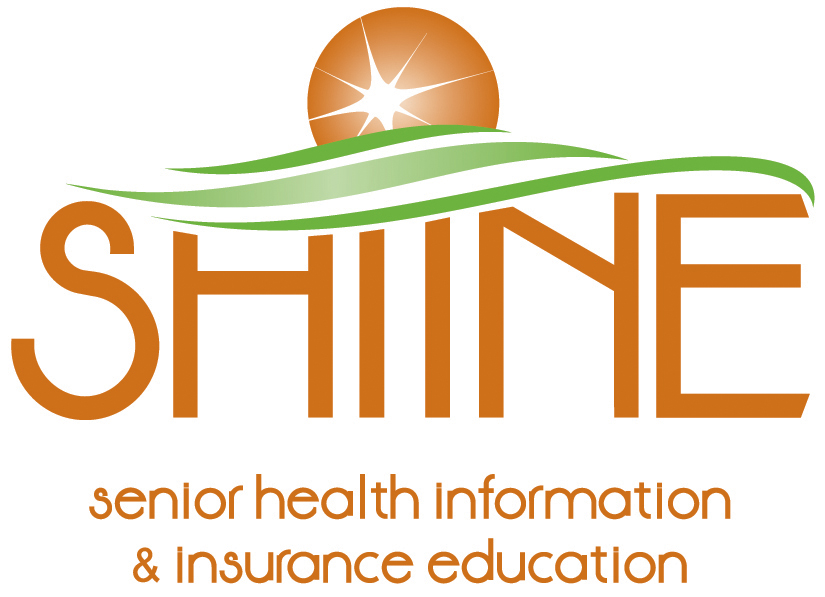 SHIINE
senior health information
& insurance education